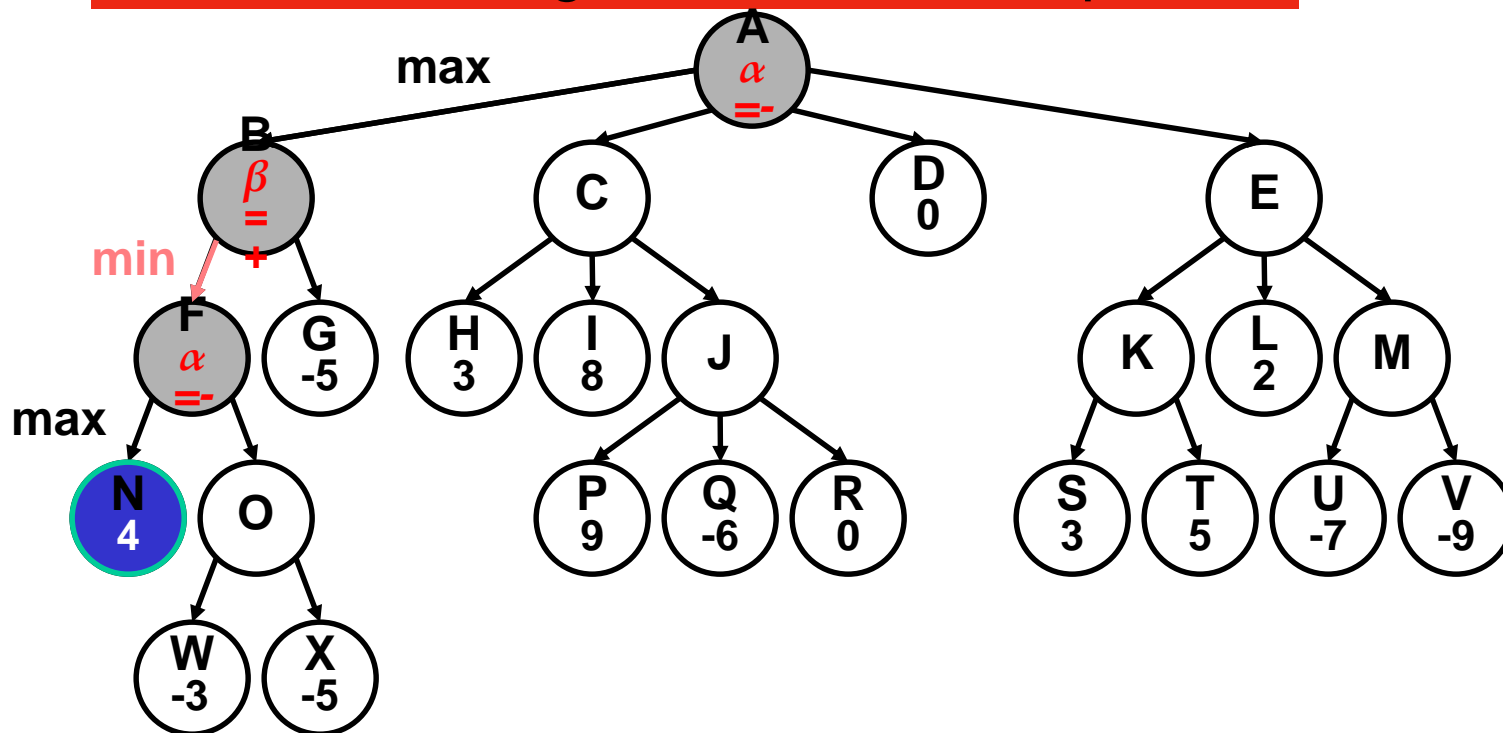 A
α
=-
max
B
β
=
+
C
D
0
E
min
F
α
=-
G
-5
H
3
I
8
J
K
L
2
M
max
N
4
O
P
9
Q
-6
R
0
S
3
T
5
U
-7
V
-9
W
-3
X
-5